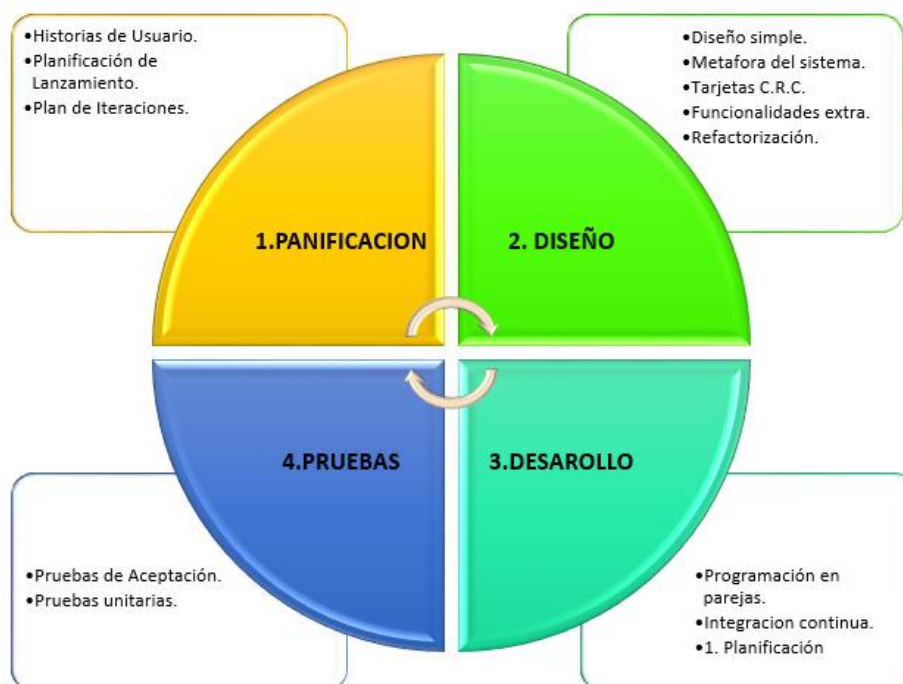 •Historias de Usuario.
•Planificación de
Lanzamiento.
•Plan de Iteraciones.
•Diseño simple.
•Metafora del sistema.
•Tarjetas C.R.C.
•Funcionalidades extra.
•Refactorización.
1.PANIFICACION
2. DISEÑO
4.PRUEBAS
3.DESAROLLO
•Pruebas de Aceptación.
•Pruebas unitarias.
•Programación en
parejas.
•Integracion continua.
•1. Planificación